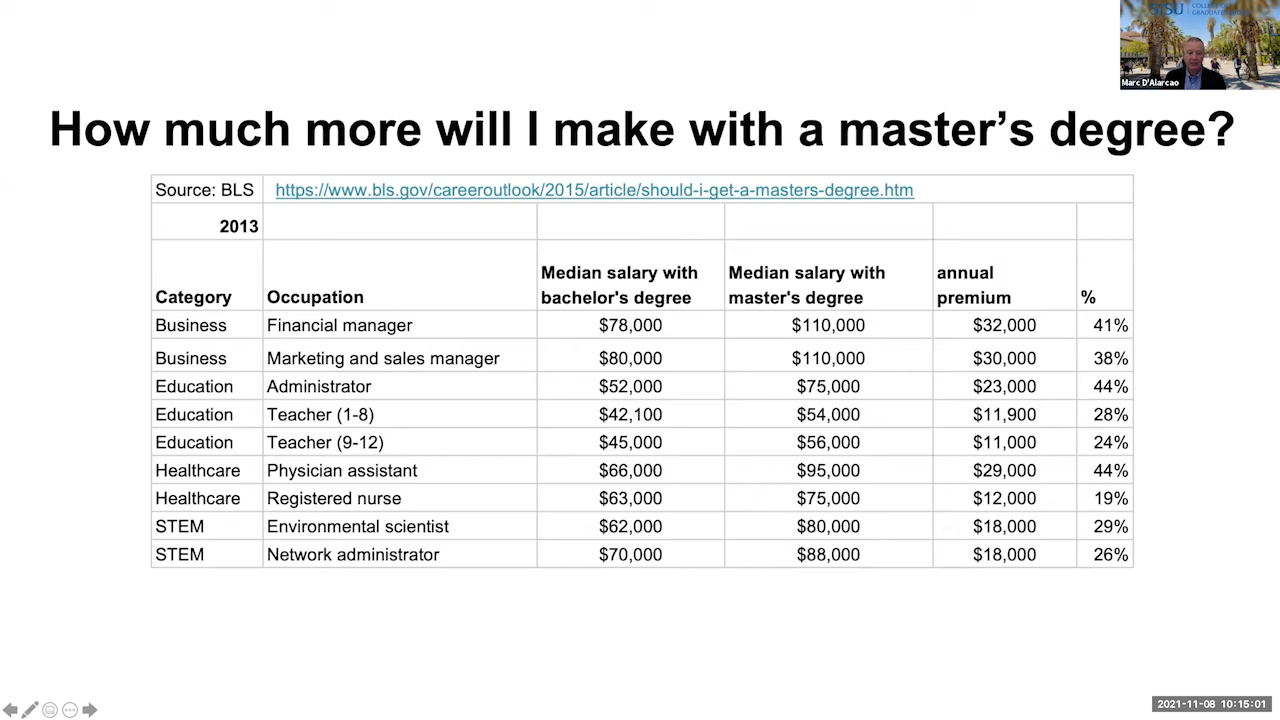 SJSU COLLEGE OF
GRADUATE
Marc D'Alarcao
How much more will I make with a master's degree?
Source: BLS https://www.bls.gov/careeroutlook/2015/article/should-i-get-a-masters-degree.htm
2013
Category Occupation Median salary with bachelor's degree Median salary with master's degree annual premium %
Business Financial manager $78,000 $110,000 $32,000 41%
Business Marketing and sales manager $80,000 $110,000 $30,000 38%
Education Administrator $52,000 $75,000 $23,000 44%
Education Teacher (1-8) $42,100 $54,000 $11,900 28%
Education Teacher (9-12) $45,000 $56,000 $11,000 24%
Healthcare Physician assistant $66,000 $95,000 $29,000 44%
Healthcare Registered nurse $63,000 $75,000 $12,000 19%
STEM Environmental scientist $62,000 $80,000 $18,000 29%
STEM Network administrator $70,000 $88,000 $18,000 26%
2021-11-08 10:15:01